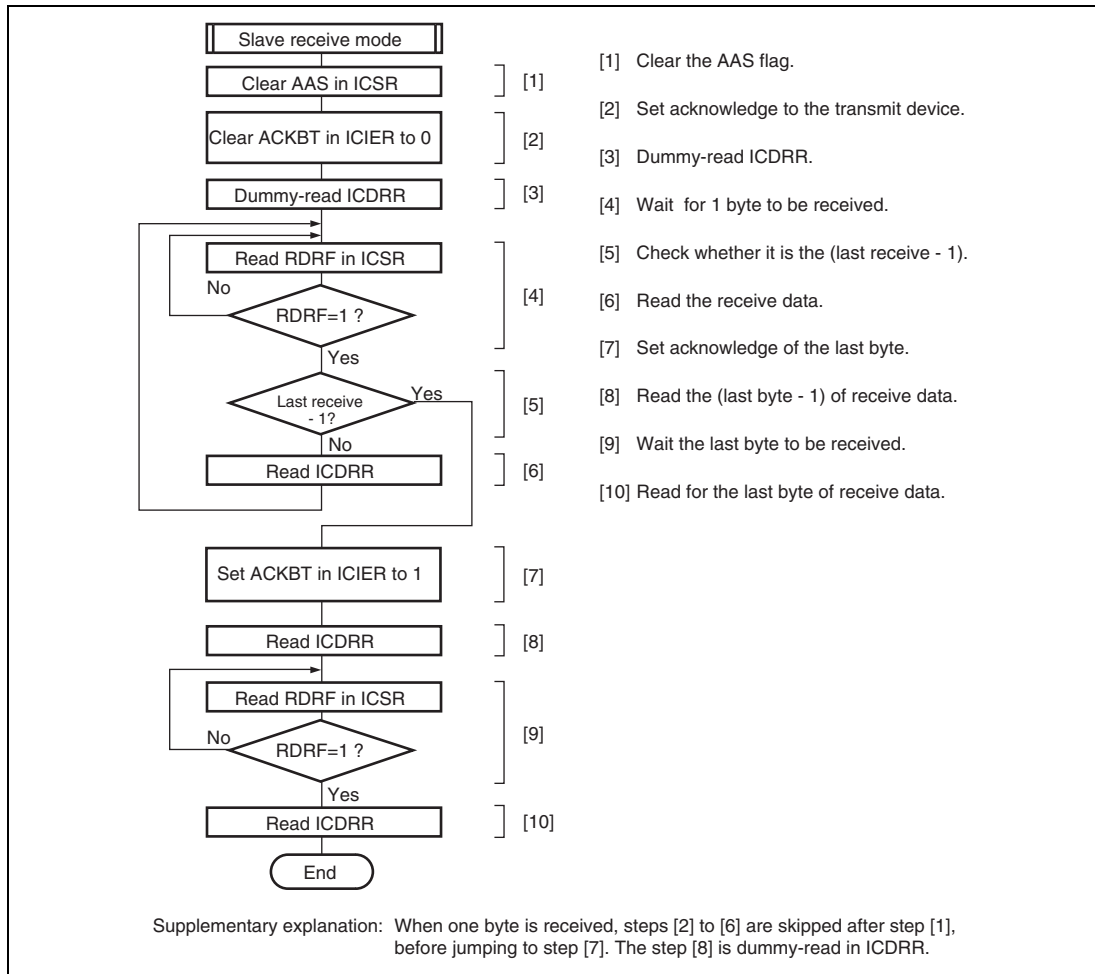 Slave receive mode
Clear AAS in ICSR
[1]
Clear ACKBT in ICIER to 0
[2]
Dummy-read ICDRR
[3]
Read RDRF in ICSR
No
RDRF=1 ?
[4]
Yes
Last receive
- 1?
Yes
[5]
No
Read ICDRR
[6]
Set ACKBT in ICIER to 1
[7]
Read ICDRR
[8]
Read RDRF in ICSR
No
RDRF=1 ?
[9]
Yes
Read ICDRR
[10]
End
[1] Clear the AAS flag.
[2] Set acknowledge to the transmit device.
[3] Dummy-read ICDRR.
[4] Wait for 1 byte to be received.
[5] Check whether it is the (last receive - 1).
[6] Read the receive data.
[7] Set acknowledge of the last byte.
[8] Read the (last byte - 1) of receive data.
[9] Wait the last byte to be received.
[10] Read for the last byte of receive data.
Supplementary explanation: When one byte is received, steps [2] to [6] are skipped after step [1],
before jumping to step [7]. The step [8] is dummy-read in ICDRR.